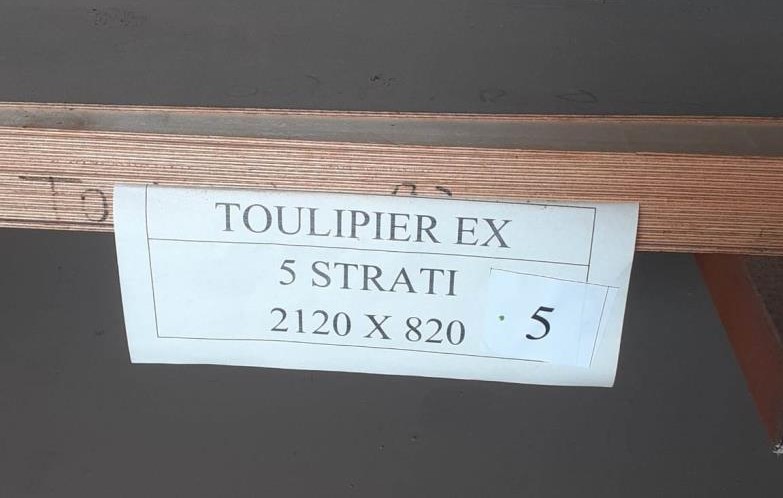 TOULIPIER EX
5 STRATI
2120 X 820
5